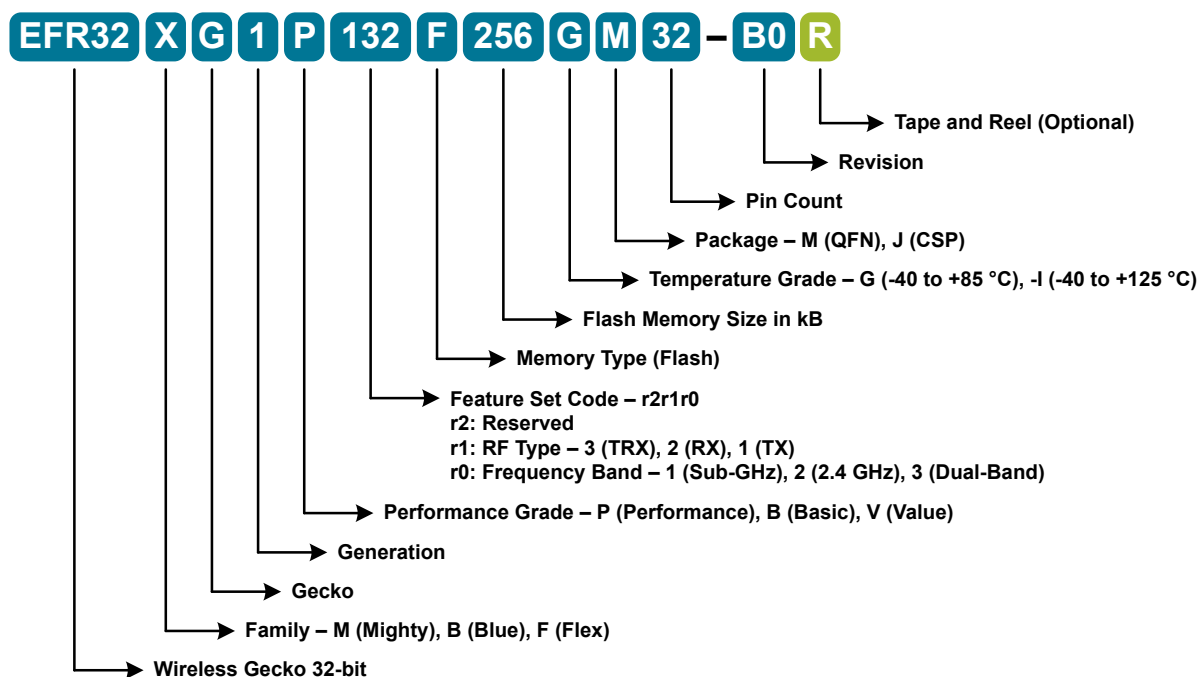 EFR32 X G 1 P 132 F 256 G M 32 – B0 R
Tape and Reel (Optional)
Revision
Pin Count
Package – M (QFN), J (CSP)
Temperature Grade – G (-40 to +85 °C), -I (-40 to +125 °C)
Flash Memory Size in kB
Memory Type (Flash)
Feature Set Code – r2r1r0
r2: Reserved
r1: RF Type – 3 (TRX), 2 (RX), 1 (TX)
r0: Frequency Band – 1 (Sub-GHz), 2 (2.4 GHz), 3 (Dual-Band)
Performance Grade – P (Performance), B (Basic), V (Value)
Generation
Gecko
Family – M (Mighty), B (Blue), F (Flex)
Wireless Gecko 32-bit